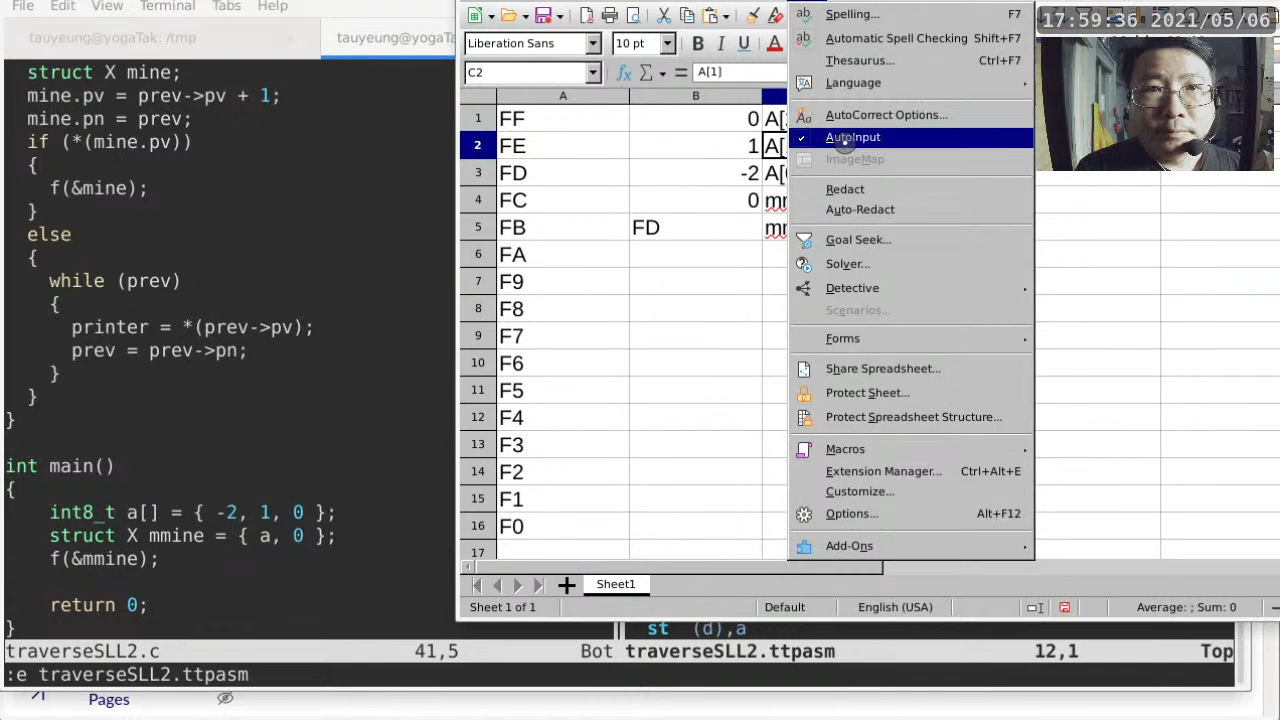 File Edit View Terminal Tabs Help
tauyeung@yogaTak: /tmp
tauyeung@yogaTa
struct X mine;
mine.pv = prev->pv + 1;
mine.pn = prev;
if (*(mine.pv))
{
f(&mine);
}
else
{
while (prev)
{
printer = *(prev->pv);
prev = prev->pn;
}
}
}
int main()
{
int8_t a[] = { -2, 1, 0 };
struct X mmine = { a, 0 };
f(&mmine);
return 0;
}
traverseSLL2.c 41,5 Bot
:e traverseSLL2.ttpasm
Pages
st (d),a
traverseSLL2.ttpasm 12,1 Top
Liberation Sans 10 pt B I U A
C2 fx Σ = A[1]
A B
1 FF 0
2 FE 1 A[
3 FD -2
4 FC 0
5 FB FD
6 FA
7 F9
8 F8
9 F7
10 F6
11 F5
12 F4
13 F3
14 F2
15 F1
16 F0
17
Sheet1
Sheet 1 of 1 Default English (USA) Average: ; Sum: 0
Spelling... F7
Automatic Spell Checking Shift+F7
Thesaurus... Ctrl+F7
Language
AutoCorrect Options...
AutoInput
ImageMap
Redact
Auto-Redact
Goal Seek...
Solver...
Detective
Scenarios...
Forms
Share Spreadsheet...
Protect Sheet...
Protect Spreadsheet Structure...
Macros
Extension Manager... Ctrl+Alt+E
Customize...
Options... Alt+F12
Add-Ons
17:59:36 2021/05/06